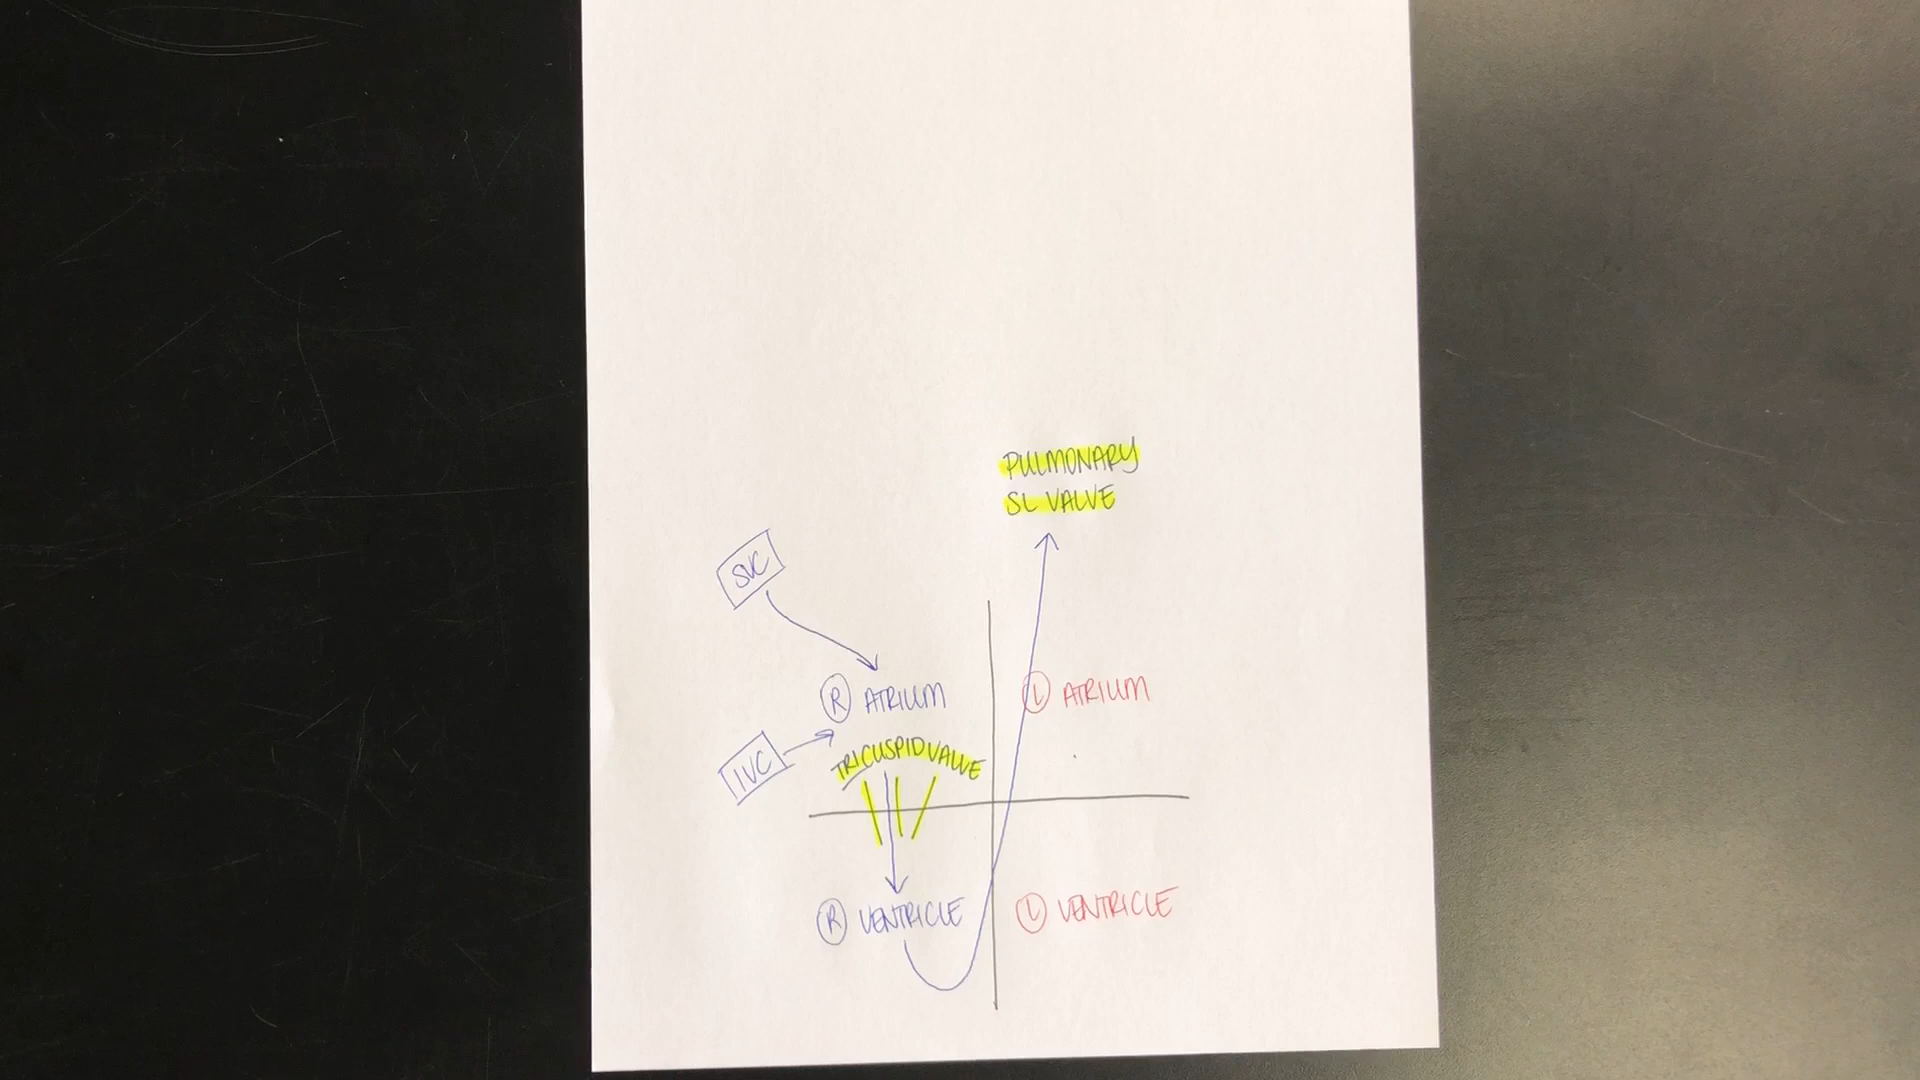 PULMONARY
SL VALVE
SVC
R ATRIUM
L ATRIUM
IVC
TRICUSPID VALVE
R VENTRICLE
L VENTRICLE